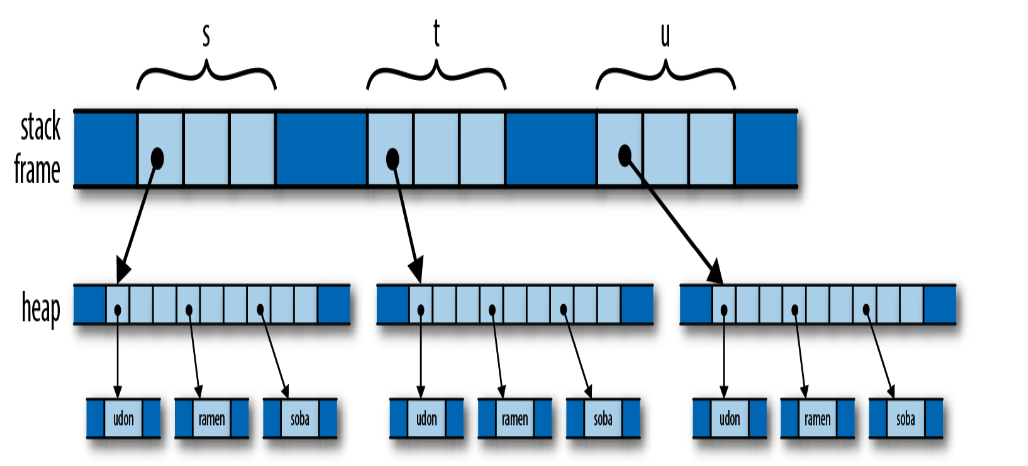 s t u
stack
frame
heap
udon ramen soba udon ramen soba udon ramen soba